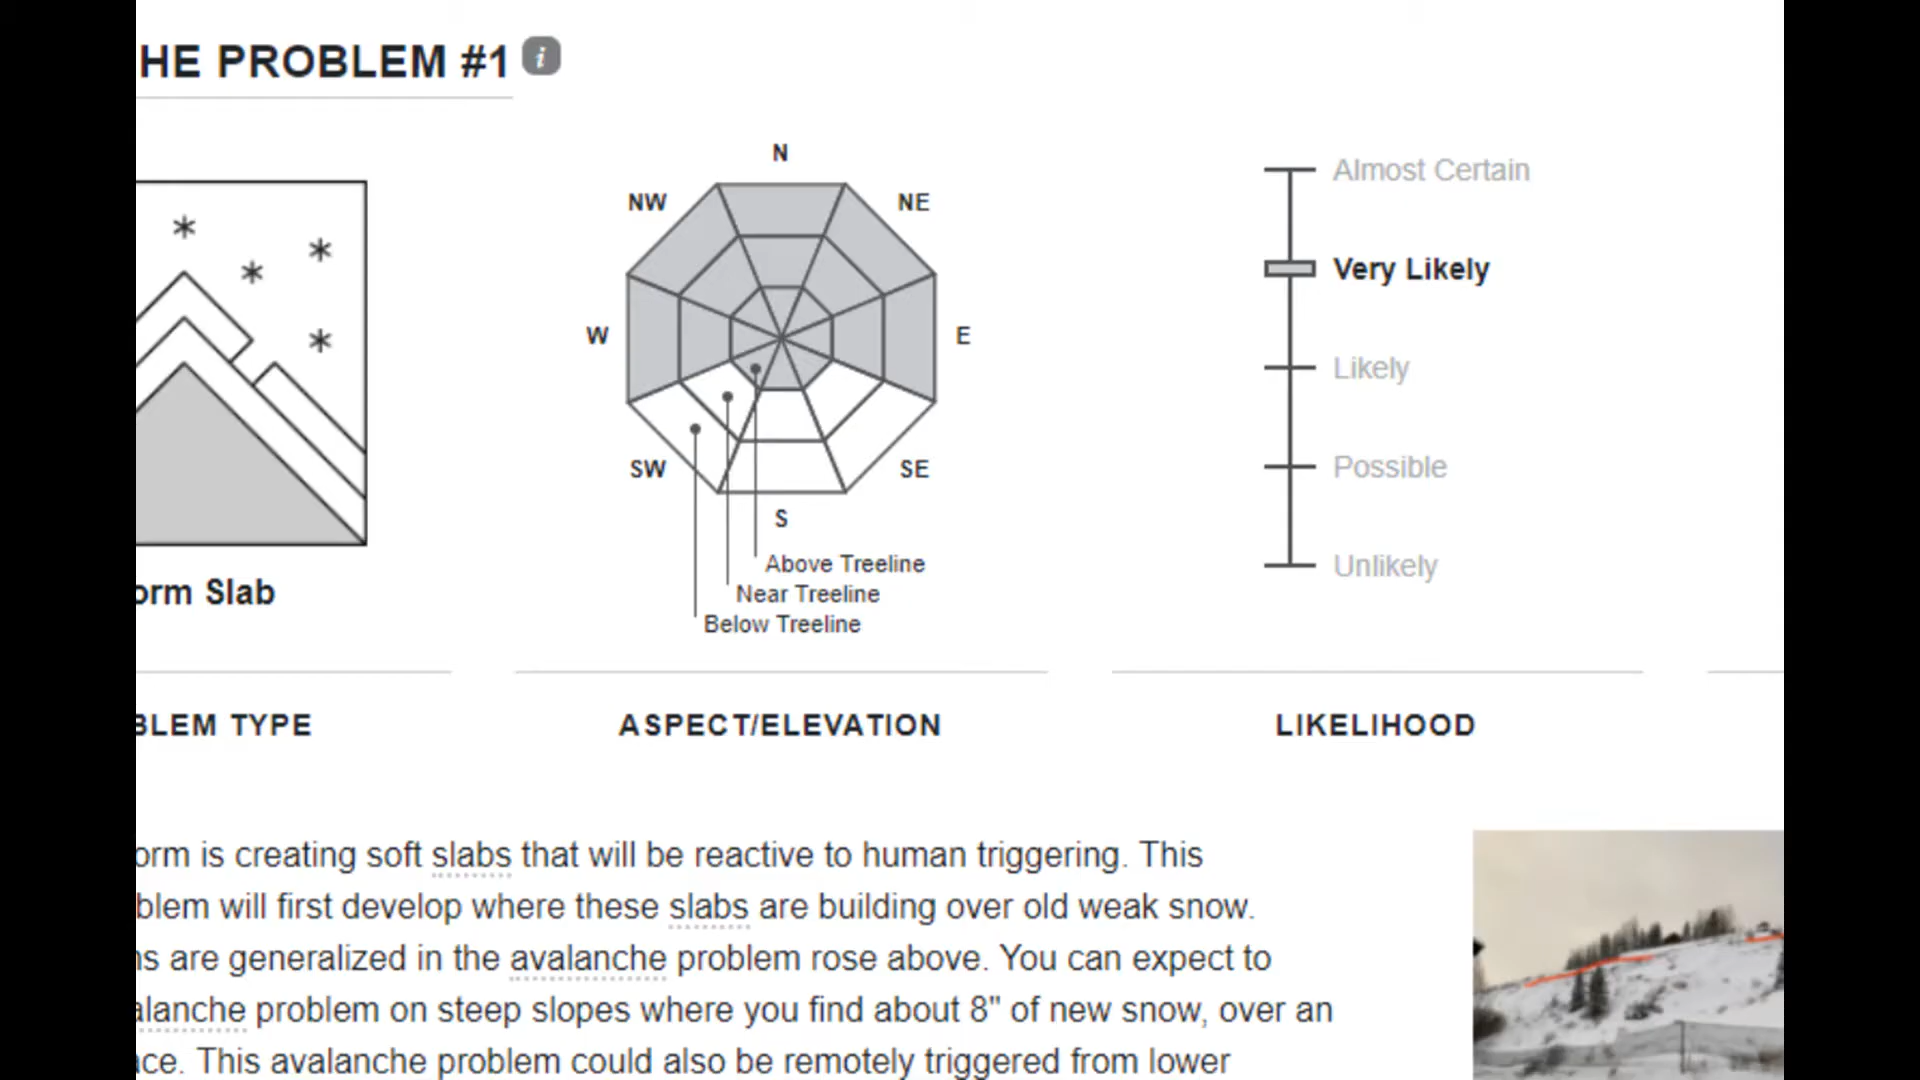 HE PROBLEM #1 i
N
NW NE
W E
SW SE
S
Above Treeline
Near Treeline
Below Treeline
Almost Certain
Very Likely
Likely
Possible
Unlikely
orm Slab
BLEM TYPE
ASPECT/ELEVATION
LIKELIHOOD
orm is creating soft slabs that will be reactive to human triggering. This
blem will first develop where these slabs are building over old weak snow.
ns are generalized in the avalanche problem rose above. You can expect to
alanche problem on steep slopes where you find about 8" of new snow, over an
ace. This avalanche problem could also be remotely triggered from lower